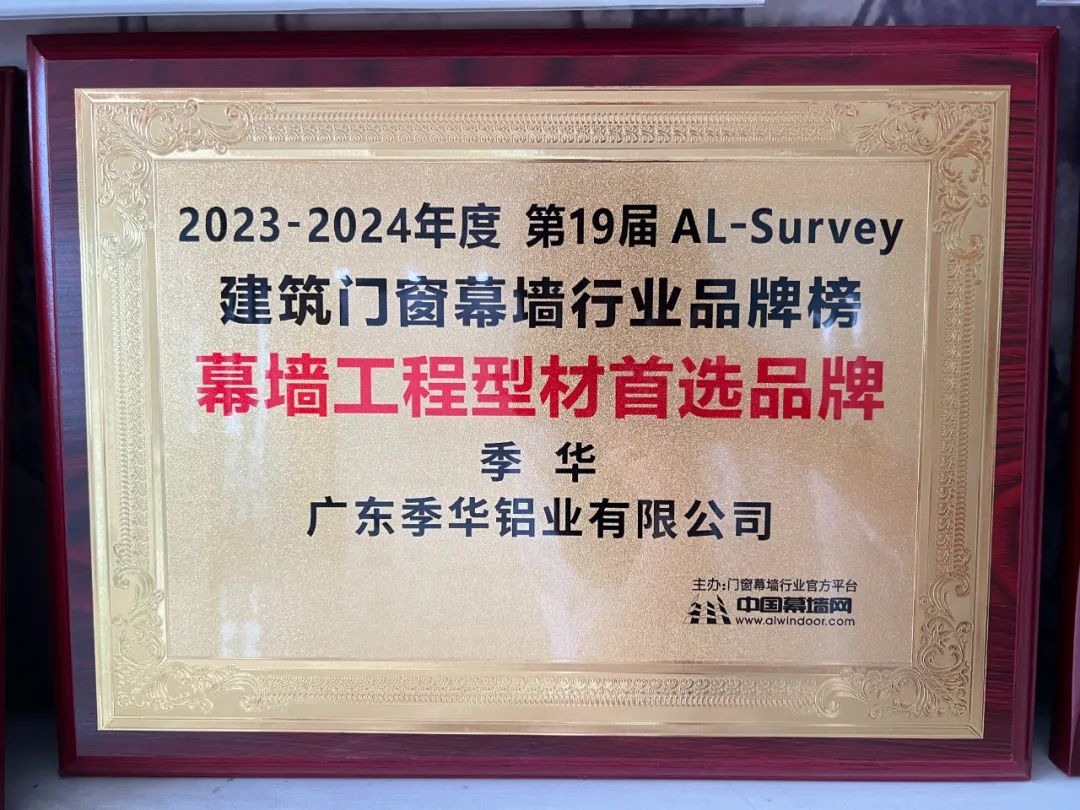 2023-2024年度 第19届 AL-Survey
建筑门窗幕墙行业品牌榜
幕墙工程型材首选品牌
季 华
广东季华铝业有限公司
主办:门窗幕墙行业官方平台
中国幕墙网
www.alwindoor.com